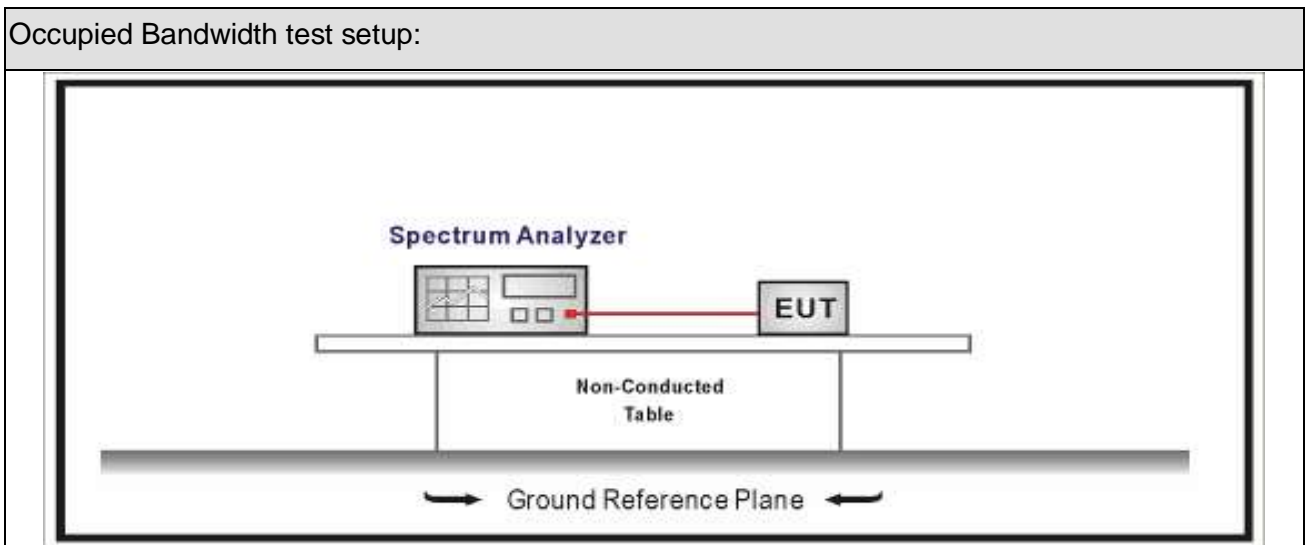 Occupied Bandwidth test setup:
Spectrum Analyzer
EUT
Non-Conducted
Table
Ground Reference Plane